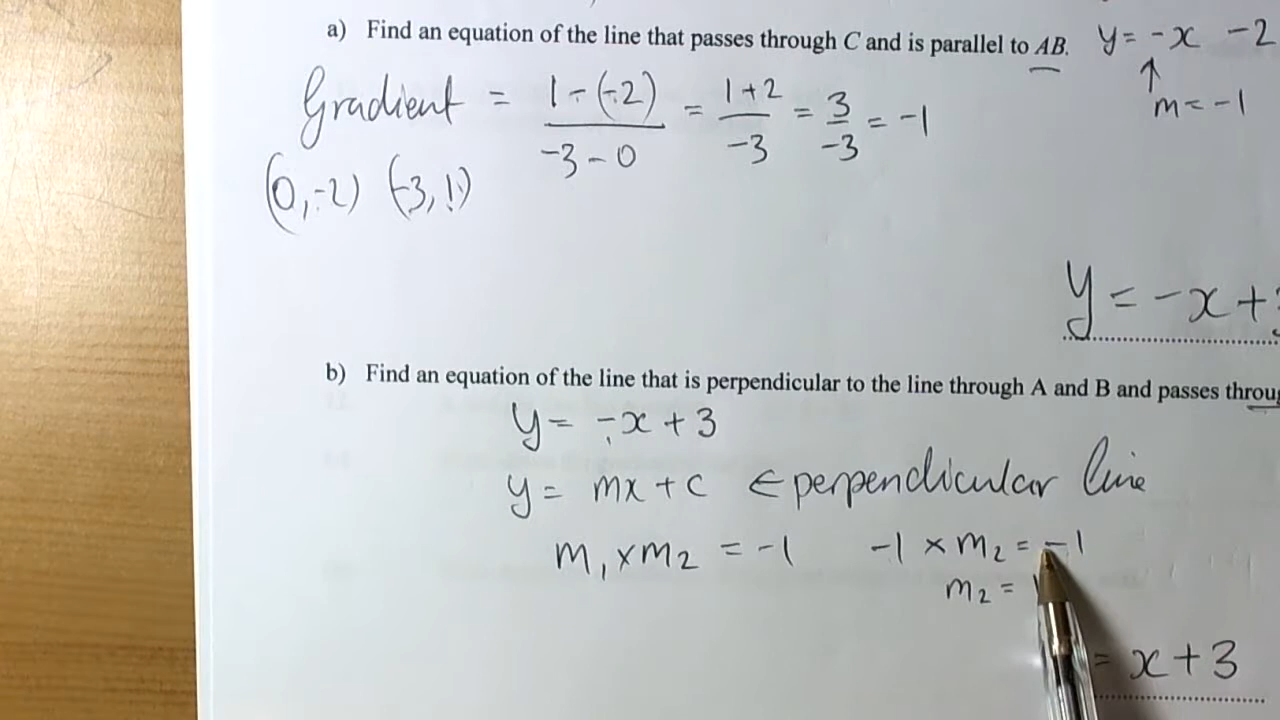 a) Find an equation of the line that passes through C and is parallel to AB. y = -x - 2
↑
m = -1
Gradient = 1 - (-2) / -3 - 0 = 1 + 2 / -3 = 3 / -3 = -1
(0, -2) (-3, 1)
y = -x +
b) Find an equation of the line that is perpendicular to the line through A and B and passes
y = -x + 3
y = mx + c ← perpendicular line
m₁ × m₂ = -1 -1 × m₂ = -1
m₂ =
= x + 3